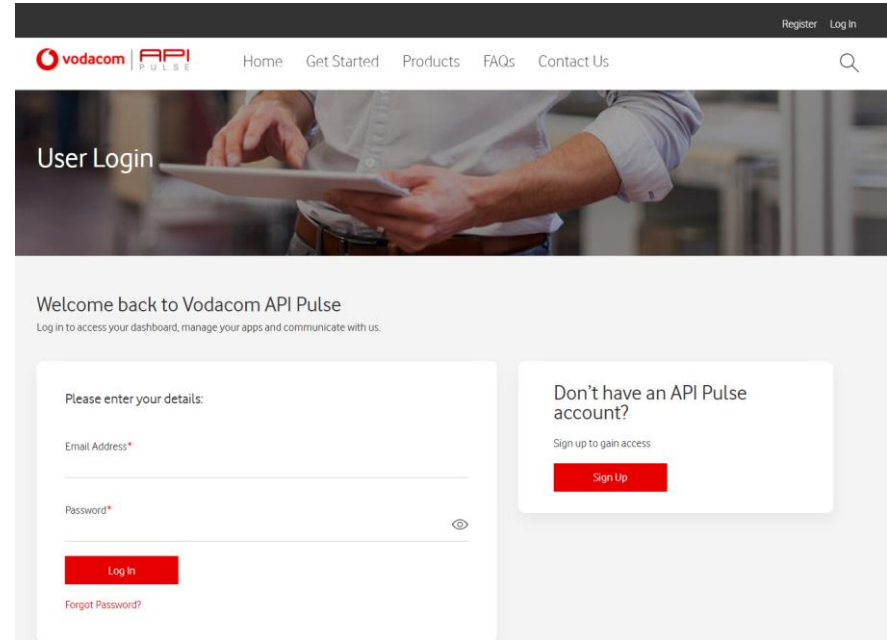 Register Log In
vodacom API PULSE Home Get Started Products FAQs Contact Us
User Login
Welcome back to Vodacom API Pulse
Log in to access your dashboard, manage your apps and communicate with us.
Please enter your details:
Email Address*
Password*
Log In
Forgot Password?
Don't have an API Pulse
account?
Sign up to gain access
Sign Up